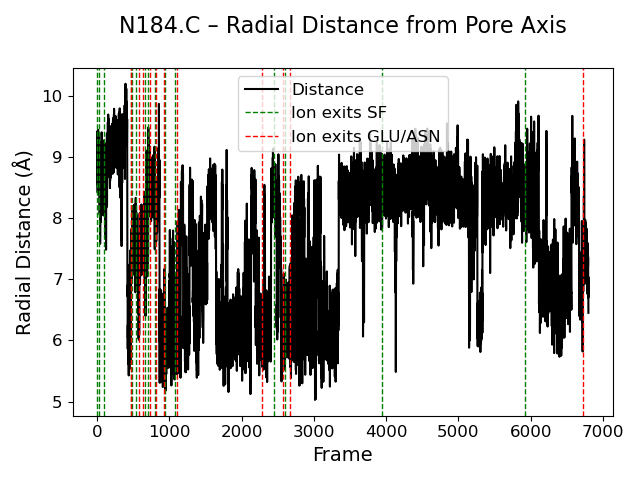 N184.C – Radial Distance from Pore Axis
Distance
Ion exits SF
Ion exits GLU/ASN
Radial Distance (Å)
10
9
8
7
6
5
0
1000
2000
3000
4000
5000
6000
7000
Frame